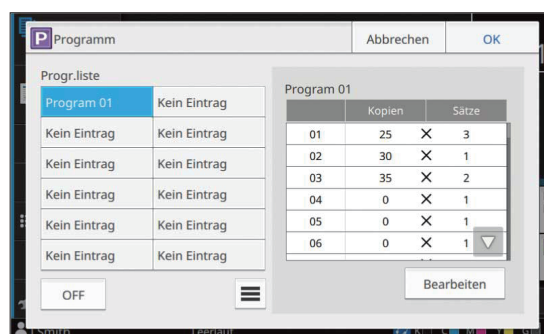 P Programm
Abbrechen
OK
Progr.liste
Program 01
Kein Eintrag
Kein Eintrag
Kein Eintrag
Kein Eintrag
Kein Eintrag
Kein Eintrag
Kein Eintrag
Kein Eintrag
Kein Eintrag
Kein Eintrag
Kein Eintrag
OFF
Program 01
Kopien Sätze
01 25 X 3
02 30 X 1
03 35 X 2
04 0 X 1
05 0 X 1
06 0 X 1
Bearbeiten
J.Smith Leerlauf K C M Y